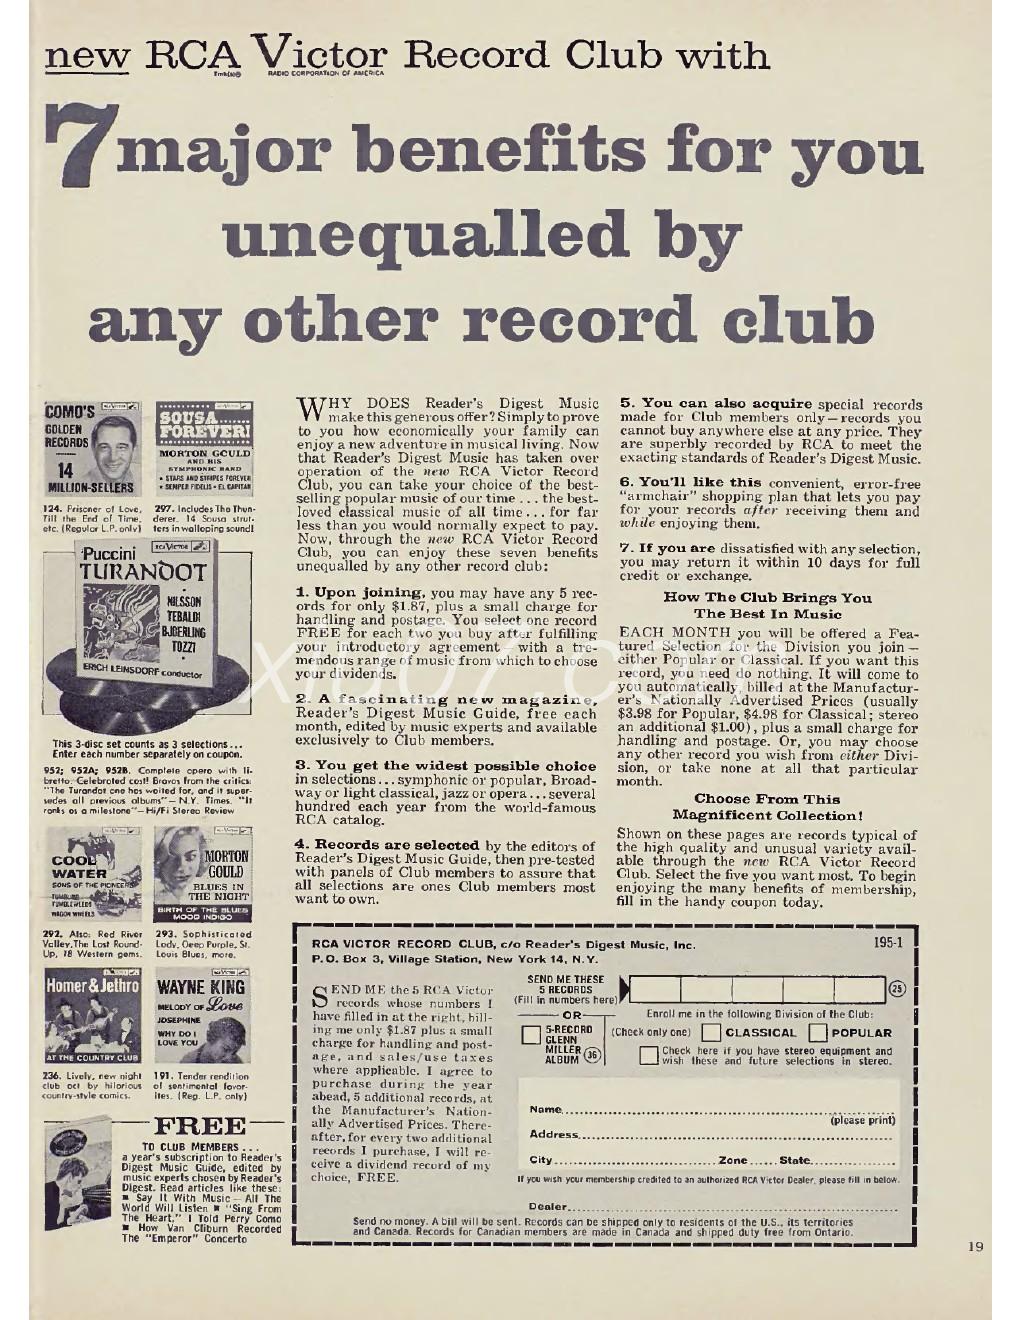 new RCA Victor Record Club with
RADIO CORPORATION OF AMERICA
7 major benefits for you
unequalled by
any other record club
COMO'S
GOLDEN
RECORDS
14
MILLION-SELLERS
124. Prisoner of Love,
Till the End of Time,
etc. (Regular L.P. only)
SOUSA
FOREVER!
MORTON GOULD
AND HIS
SYMPHONIC BAND
• STARS AND STRIPES FOREVER
• SEMPER FIDELIS • EL CAPITAN
297. Includes The Thun-
derer. 14 Sousa strut-
ters in walloping sound!
Puccini
TURANDOT
NILSSON
TEBALDI
BJOERLING
TOZZI
ERICH LEINSDORF conductor
This 3-disc set counts as 3 selections...
Enter each number separately on coupon.
952; 952A; 952B. Complete opera with li-
bretto. Celebrated cast! Bravos from the critics:
"The Turandot one has waited for, and it super-
sedes all previous albums"—N.Y. Times. "It
ranks as a milestone"—Hi/Fi Stereo Review
COOL
WATER
SONS OF THE PIONEERS
TUMBLING
TUMBLEWEEDS
WAGON WHEELS
292. Also: Red River
Valley, The Lost Round-
Up, 18 Western gems.
MORTON
GOULD
BLUES IN
THE NIGHT
BIRTH OF THE BLUES
MOOD INDIGO
293. Sophisticated
Lady, Deep Purple, St.
Louis Blues, more.
Homer & Jethro
AT THE COUNTRY CLUB
236. Lively, new night
club act by hilarious
country-style comics.
WAYNE KING
MELODY OF Love
JOSEPHINE
WHY DO I
LOVE YOU
191. Tender rendition
of sentimental favor-
ites. (Reg. L.P. only)
FREE
TO CLUB MEMBERS...
a year's subscription to Reader's
Digest Music Guide, edited by
music experts chosen by Reader's
Digest. Read articles like these:
■ Say It With Music—All The
World Will Listen ■ "Sing From
The Heart," I Told Perry Como
■ How Van Cliburn Recorded
The "Emperor" Concerto
WHY DOES Reader's Digest Music
make this generous offer? Simply to prove
to you how economically your family can
enjoy a new adventure in musical living. Now
that Reader's Digest Music has taken over
operation of the new RCA Victor Record
Club, you can take your choice of the best-
selling popular music of our time...the best-
loved classical music of all time...for far
less than you would normally expect to pay.
Now, through the new RCA Victor Record
Club, you can enjoy these seven benefits
unequalled by any other record club:
1. Upon joining, you may have any 5 rec-
ords for only $1.87, plus a small charge for
handling and postage. You select one record
FREE for each two you buy after fulfilling
your introductory agreement—with a tre-
mendous range of music from which to choose
your dividends.
2. A fascinating new magazine,
Reader's Digest Music Guide, free each
month, edited by music experts and available
exclusively to Club members.
3. You get the widest possible choice
in selections...symphonic or popular, Broad-
way or light classical, jazz or opera...several
hundred each year from the world-famous
RCA catalog.
4. Records are selected by the editors of
Reader's Digest Music Guide, then pre-tested
with panels of Club members to assure that
all selections are ones Club members most
want to own.
5. You can also acquire special records
made for Club members only—records you
cannot buy anywhere else at any price. They
are superbly recorded by RCA to meet the
exacting standards of Reader's Digest Music.
6. You'll like this convenient, error-free
"armchair" shopping plan that lets you pay
for your records after receiving them and
while enjoying them.
7. If you are dissatisfied with any selection,
you may return it within 10 days for full
credit or exchange.
How The Club Brings You
The Best In Music
EACH MONTH you will be offered a Fea-
tured Selection for the Division you join—
either Popular or Classical. If you want this
record, you need do nothing. It will come to
you automatically, billed at the Manufactur-
er's Nationally Advertised Prices (usually
$3.98 for Popular, $4.98 for Classical; stereo
an additional $1.00), plus a small charge for
handling and postage. Or, you may choose
any other record you wish from either Divi-
sion, or take none at all that particular
month.
Choose From This
Magnificent Collection!
Shown on these pages are records typical of
the high quality and unusual variety avail-
able through the new RCA Victor Record
Club. Select the five you want most. To begin
enjoying the many benefits of membership,
fill in the handy coupon today.
RCA VICTOR RECORD CLUB, c/o Reader's Digest Music, Inc. 195-1
P.O. Box 3, Village Station, New York 14, N.Y.
SEND ME the 5 RCA Victor
records whose numbers I
have filled in at the right, bill-
ing me only $1.87 plus a small
charge for handling and post-
age, and sales/use taxes
where applicable. I agree to
purchase during the year
ahead, 5 additional records, at
the Manufacturer's Nation-
ally Advertised Prices. There-
after, for every two additional
records I purchase, I will re-
ceive a dividend record of my
choice, FREE.
SEND ME THESE
5 RECORDS
(Fill in numbers here) 25
OR
5-RECORD
GLENN
MILLER
ALBUM 36
Enroll me in the following Division of the Club:
(Check only one) CLASSICAL POPULAR
Check here if you have stereo equipment and
wish these and future selections in stereo.
Name
(please print)
Address
City Zone State
If you wish your membership credited to an authorized RCA Victor Dealer, please fill in below.
Dealer
Send no money. A bill will be sent. Records can be shipped only to residents of the U.S., its territories
and Canada. Records for Canadian members are made in Canada and shipped duty free from Ontario.
19